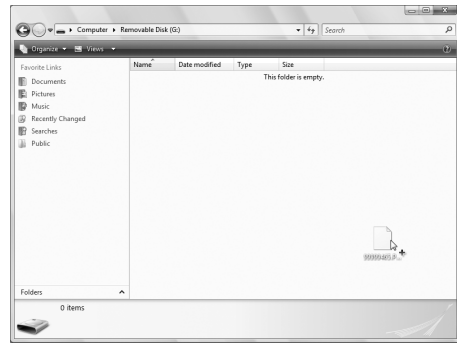 Computer Removable Disk (G:) Search
Organize Views
Favorite Links
Documents
Pictures
Music
Recently Changed
Searches
Public
Name Date modified Type Size
This folder is empty.
Folders
0 items